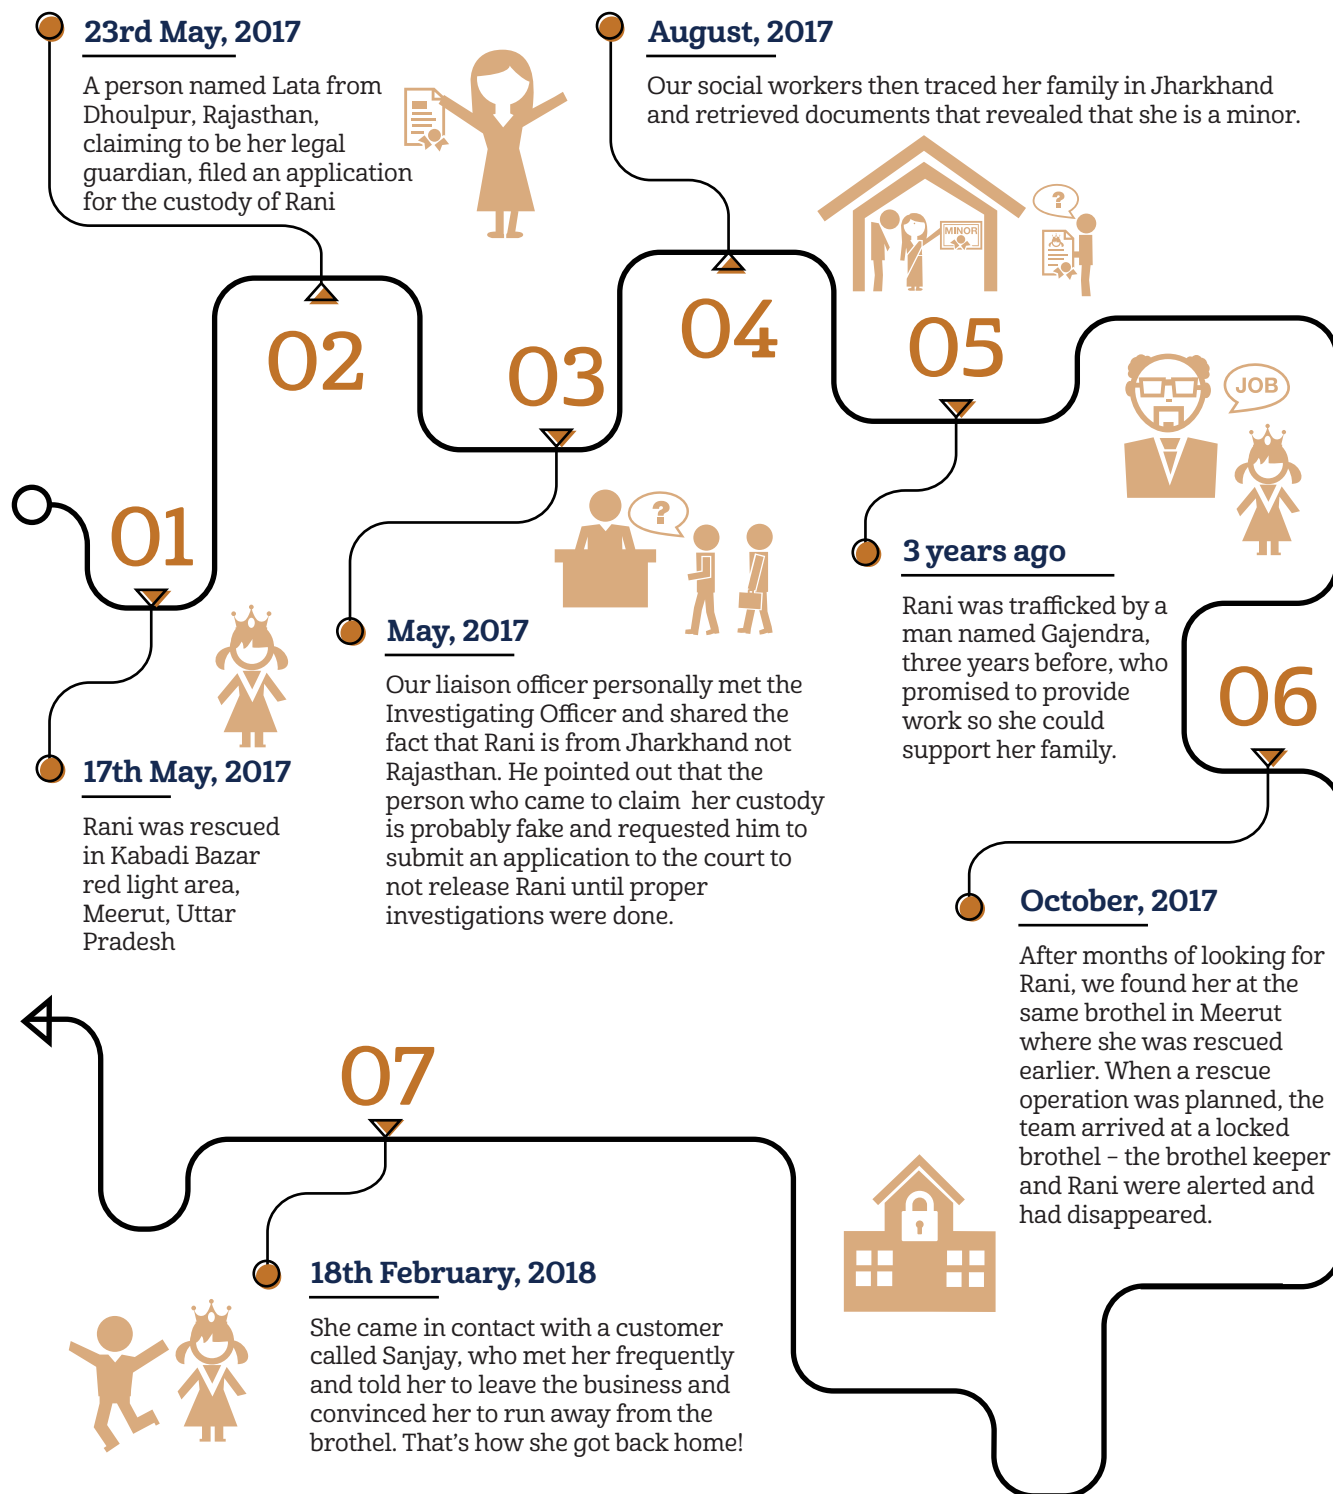 23rd May, 2017
A person named Lata from
Dhoulpur, Rajasthan,
claiming to be her legal
guardian, filed an application
for the custody of Rani
August, 2017
Our social workers then traced her family in Jharkhand
and retrieved documents that revealed that she is a minor.
MINOR
?
02
04
03
05
JOB
01
?
3 years ago
Rani was trafficked by a
man named Gajendra,
three years before, who
promised to provide
work so she could
support her family.
May, 2017
Our liaison officer personally met the
Investigating Officer and shared the
fact that Rani is from Jharkhand not
Rajasthan. He pointed out that the
person who came to claim  her custody
is probably fake and requested him to
submit an application to the court to
not release Rani until proper
investigations were done.
06
17th May, 2017
Rani was rescued
in Kabadi Bazar
red light area,
Meerut, Uttar
Pradesh
October, 2017
After months of looking for
Rani, we found her at the
same brothel in Meerut
where she was rescued
earlier. When a rescue
operation was planned, the
team arrived at a locked
brothel – the brothel keeper
and Rani were alerted and
had disappeared.
07
18th February, 2018
She came in contact with a customer
called Sanjay, who met her frequently
and told her to leave the business and
convinced her to run away from the
brothel. That’s how she got back home!